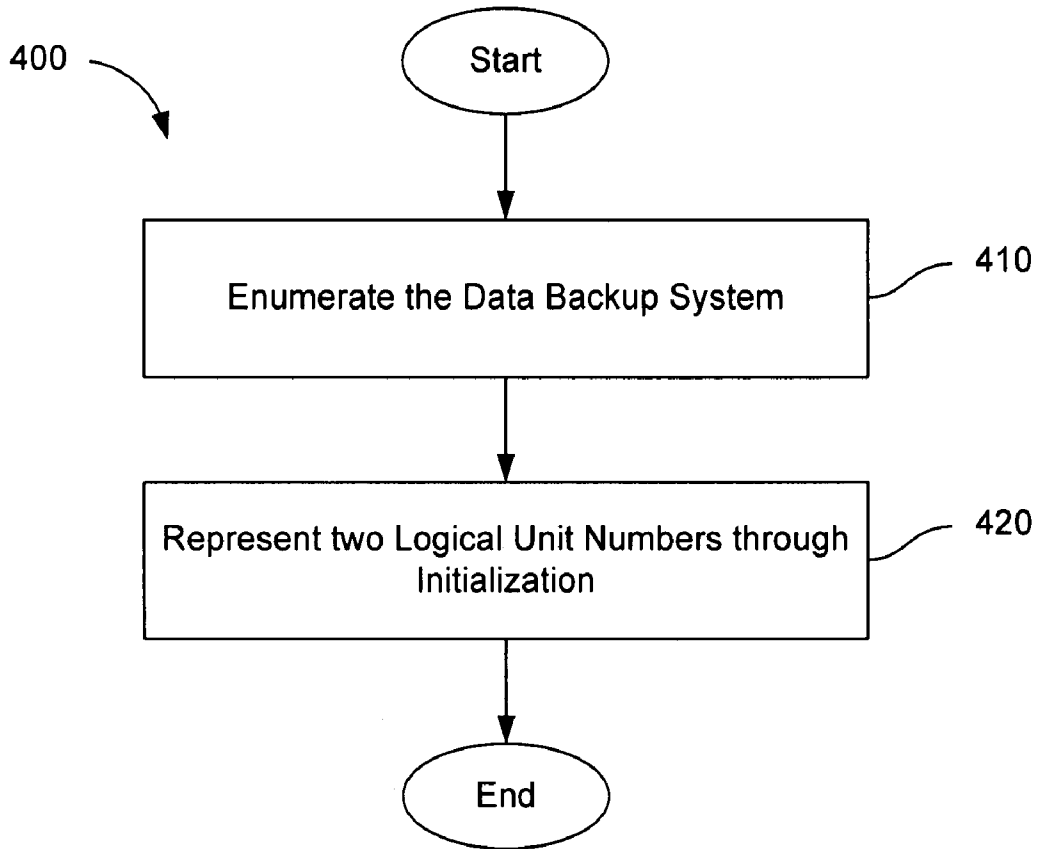 400
Start
Enumerate the Data Backup System
410
Represent two Logical Unit Numbers through
Initialization
420
End